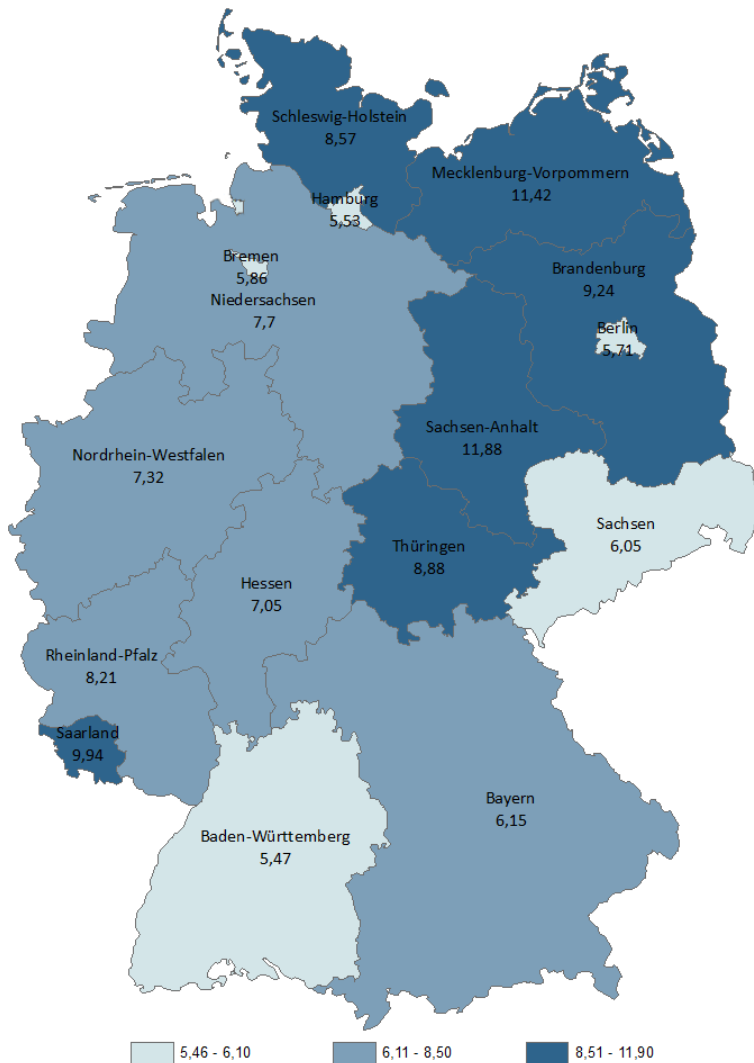 Schleswig-Holstein
8,57
Mecklenburg-Vorpommern
11,42
Hamburg
5,53
Bremen
5,86
Niedersachsen
7,7
Brandenburg
9,24
Berlin
5,71
Sachsen-Anhalt
11,88
Nordrhein-Westfalen
7,32
Sachsen
6,05
Thüringen
8,88
Hessen
7,05
Rheinland-Pfalz
8,21
Saarland
9,94
Bayern
6,15
Baden-Württemberg
5,47
5,46 - 6,10
6,11 - 8,50
8,51 - 11,90